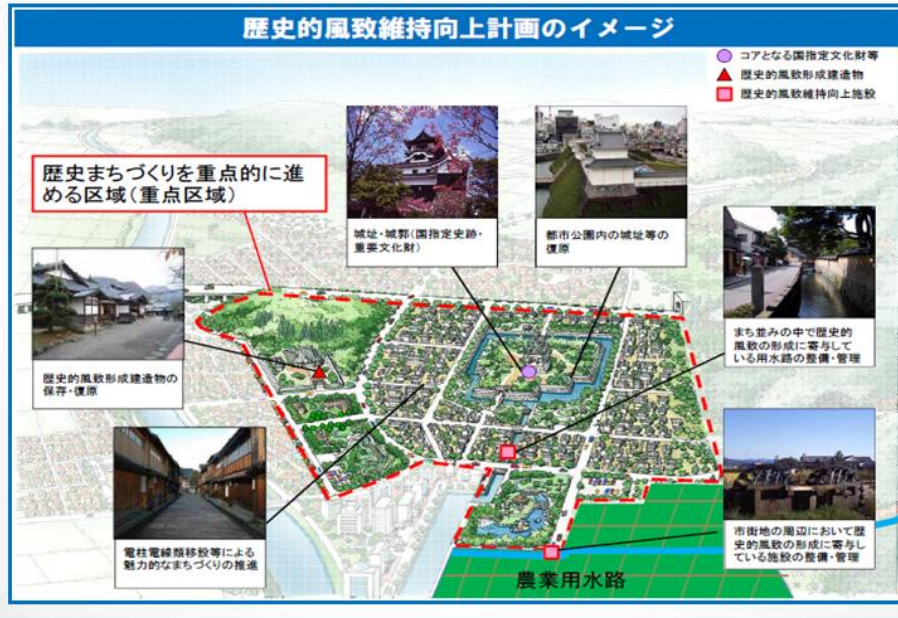 歴史的風致維持向上計画のイメージ
コアとなる国指定文化財等
歴史的風致形成建造物
歴史的風致維持向上施設
歴史まちづくりを重点的に進
める区域(重点区域)
城址・城郭(国指定史跡・
重要文化財)
都市公園内の城址等の
復原
まち並みの中で歴史的
風致の形成に寄与して
いる用水路の整備・管理
歴史的風致形成建造物の
保存・復原
電柱電線類移設等による
魅力的なまちづくりの推進
市街地の周辺において歴
史的風致の形成に寄与し
ている施設の整備・管理
農業用水路